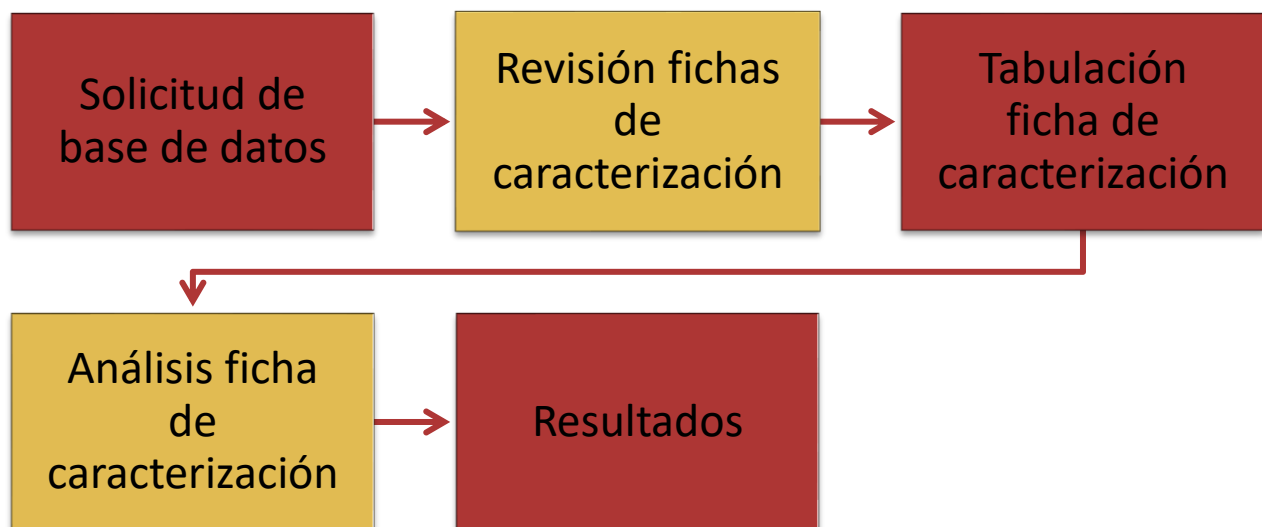 Solicitud de
base de datos
Revisión fichas
de
caracterización
Tabulación
ficha de
caracterización
Análisis ficha
de
caracterización
Resultados